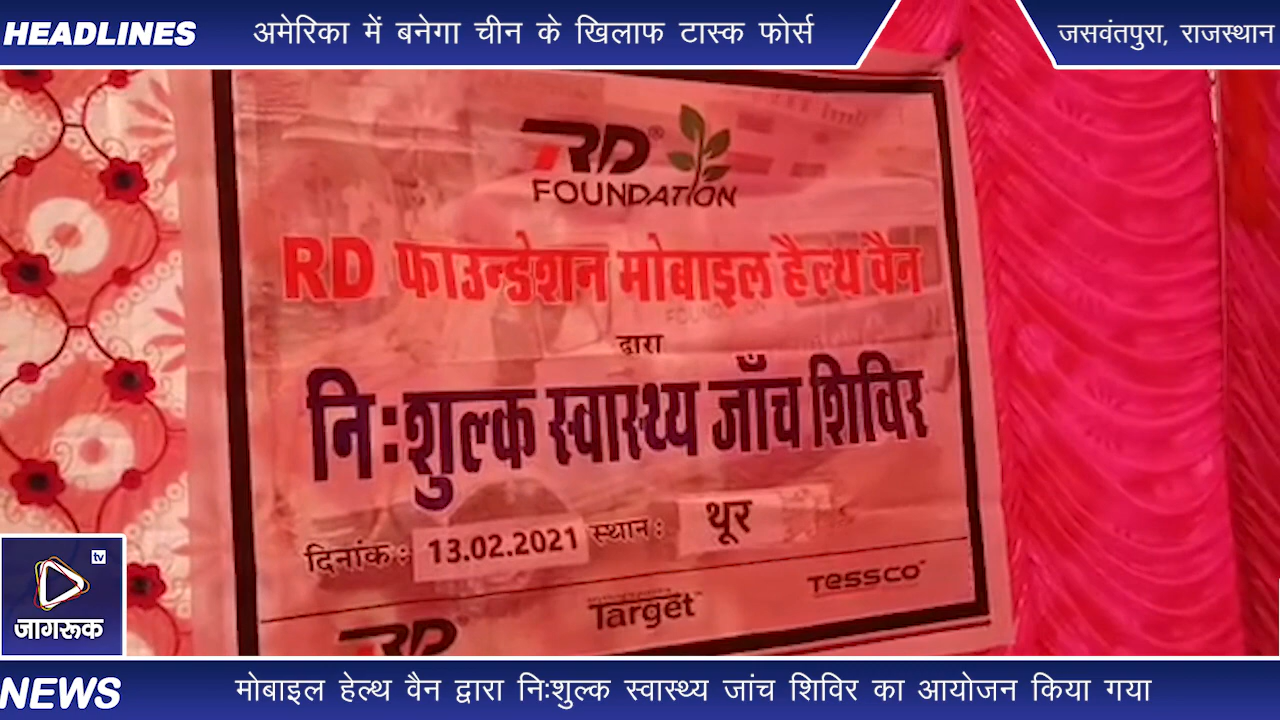 HEADLINES
अमेरिका में बनेगा चीन के खिलाफ टास्क फोर्स
जसवंतपुरा, राजस्थान
RD®
FOUNDATION
RD फाउन्डेशन मोबाइल हैल्थ वैन
द्वारा
नि:शुल्क स्वास्थ्य जाँच शिविर
दिनांक : 13.02.2021 स्थान : थूर
RD Target TESSCO
tv
जागरूक
NEWS
मोबाइल हेल्थ वैन द्वारा निःशुल्क स्वास्थ्य जांच शिविर का आयोजन किया गया